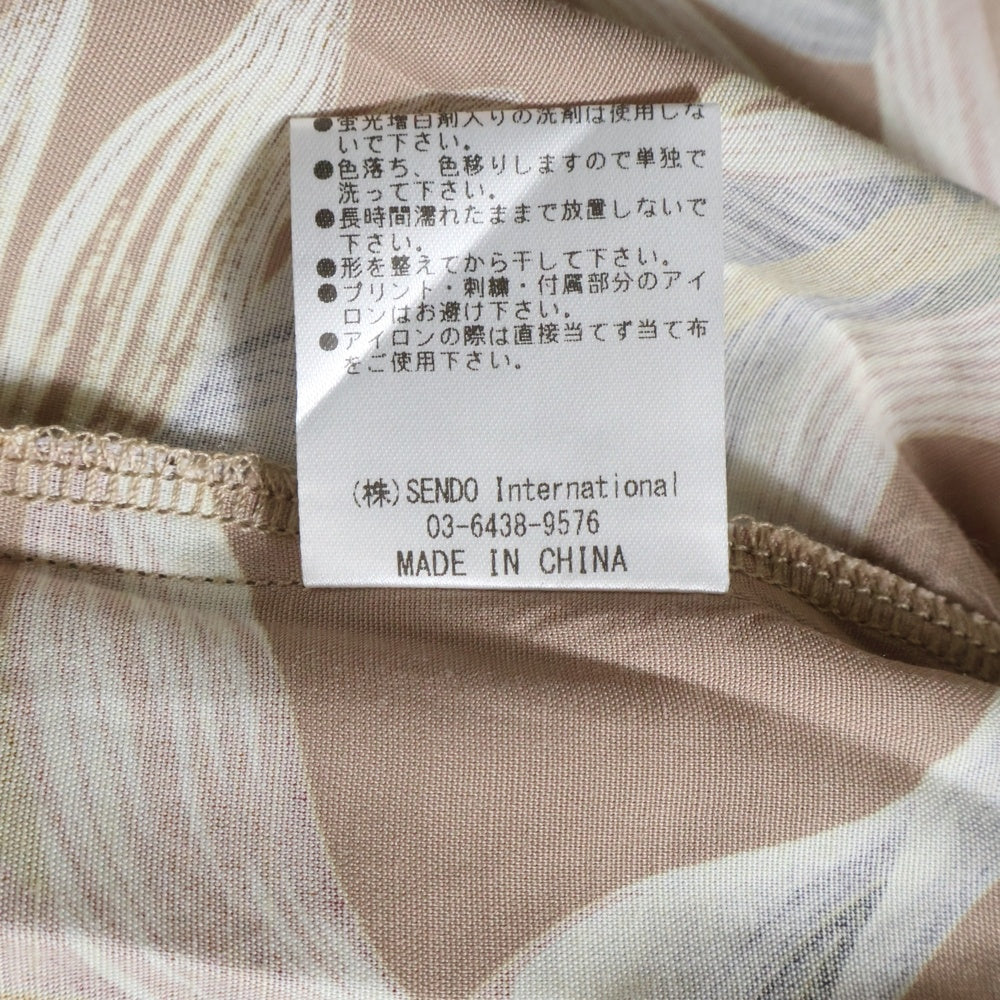 ●蛍光増白剤入りの洗剤は使用しな
いで下さい。
●色落ち、色移りしますので単独で
洗って下さい。
●長時間濡れたままで放置しないで
下さい。
●形を整えてから干して下さい。
●プリント・刺繍・付属部分のアイ
ロンはお避け下さい。
●アイロンの際は直接当てず当て布
をご使用下さい。
(株)SENDO International
03-6438-9576
MADE IN CHINA